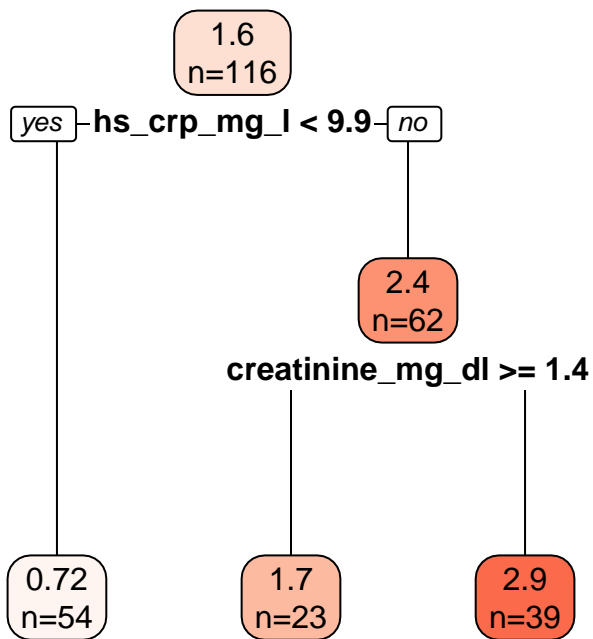 1.6
n=116
yes hs_crp_mg_l < 9.9 no
2.4
n=62
creatinine_mg_dl >= 1.4
0.72 1.7 2.9
n=54 n=23 n=39